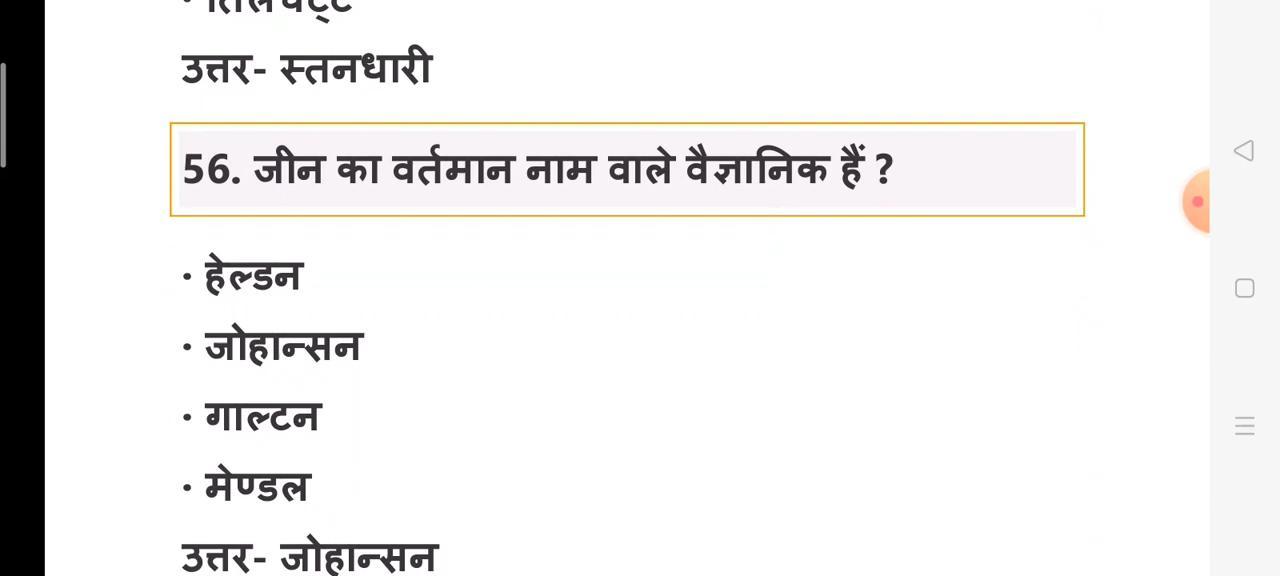 उत्तर- स्तनधारी
56. जीन का वर्तमान नाम वाले वैज्ञानिक हैं ?
· हेल्डन
· जोहान्सन
· गाल्टन
· मेण्डल
उत्तर- जोहान्सन